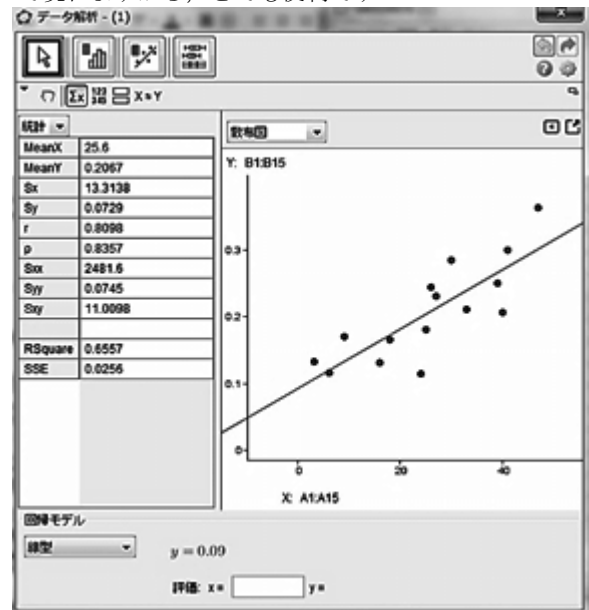 データ解析 - (1)
Σx 123 345 X=Y
統計
MeanX 25.6
MeanY 0.2067
Sx 13.3138
Sy 0.0729
r 0.8098
ρ 0.8357
Sxx 2481.6
Syy 0.0745
Sxy 11.0098
RSquare 0.6557
SSE 0.0256
散布図
Y: B1:B15
0.3
0.2
0.1
0
0 20 40
X: A1:A15
回帰モデル
線型
y = 0.09
評価: x = y =